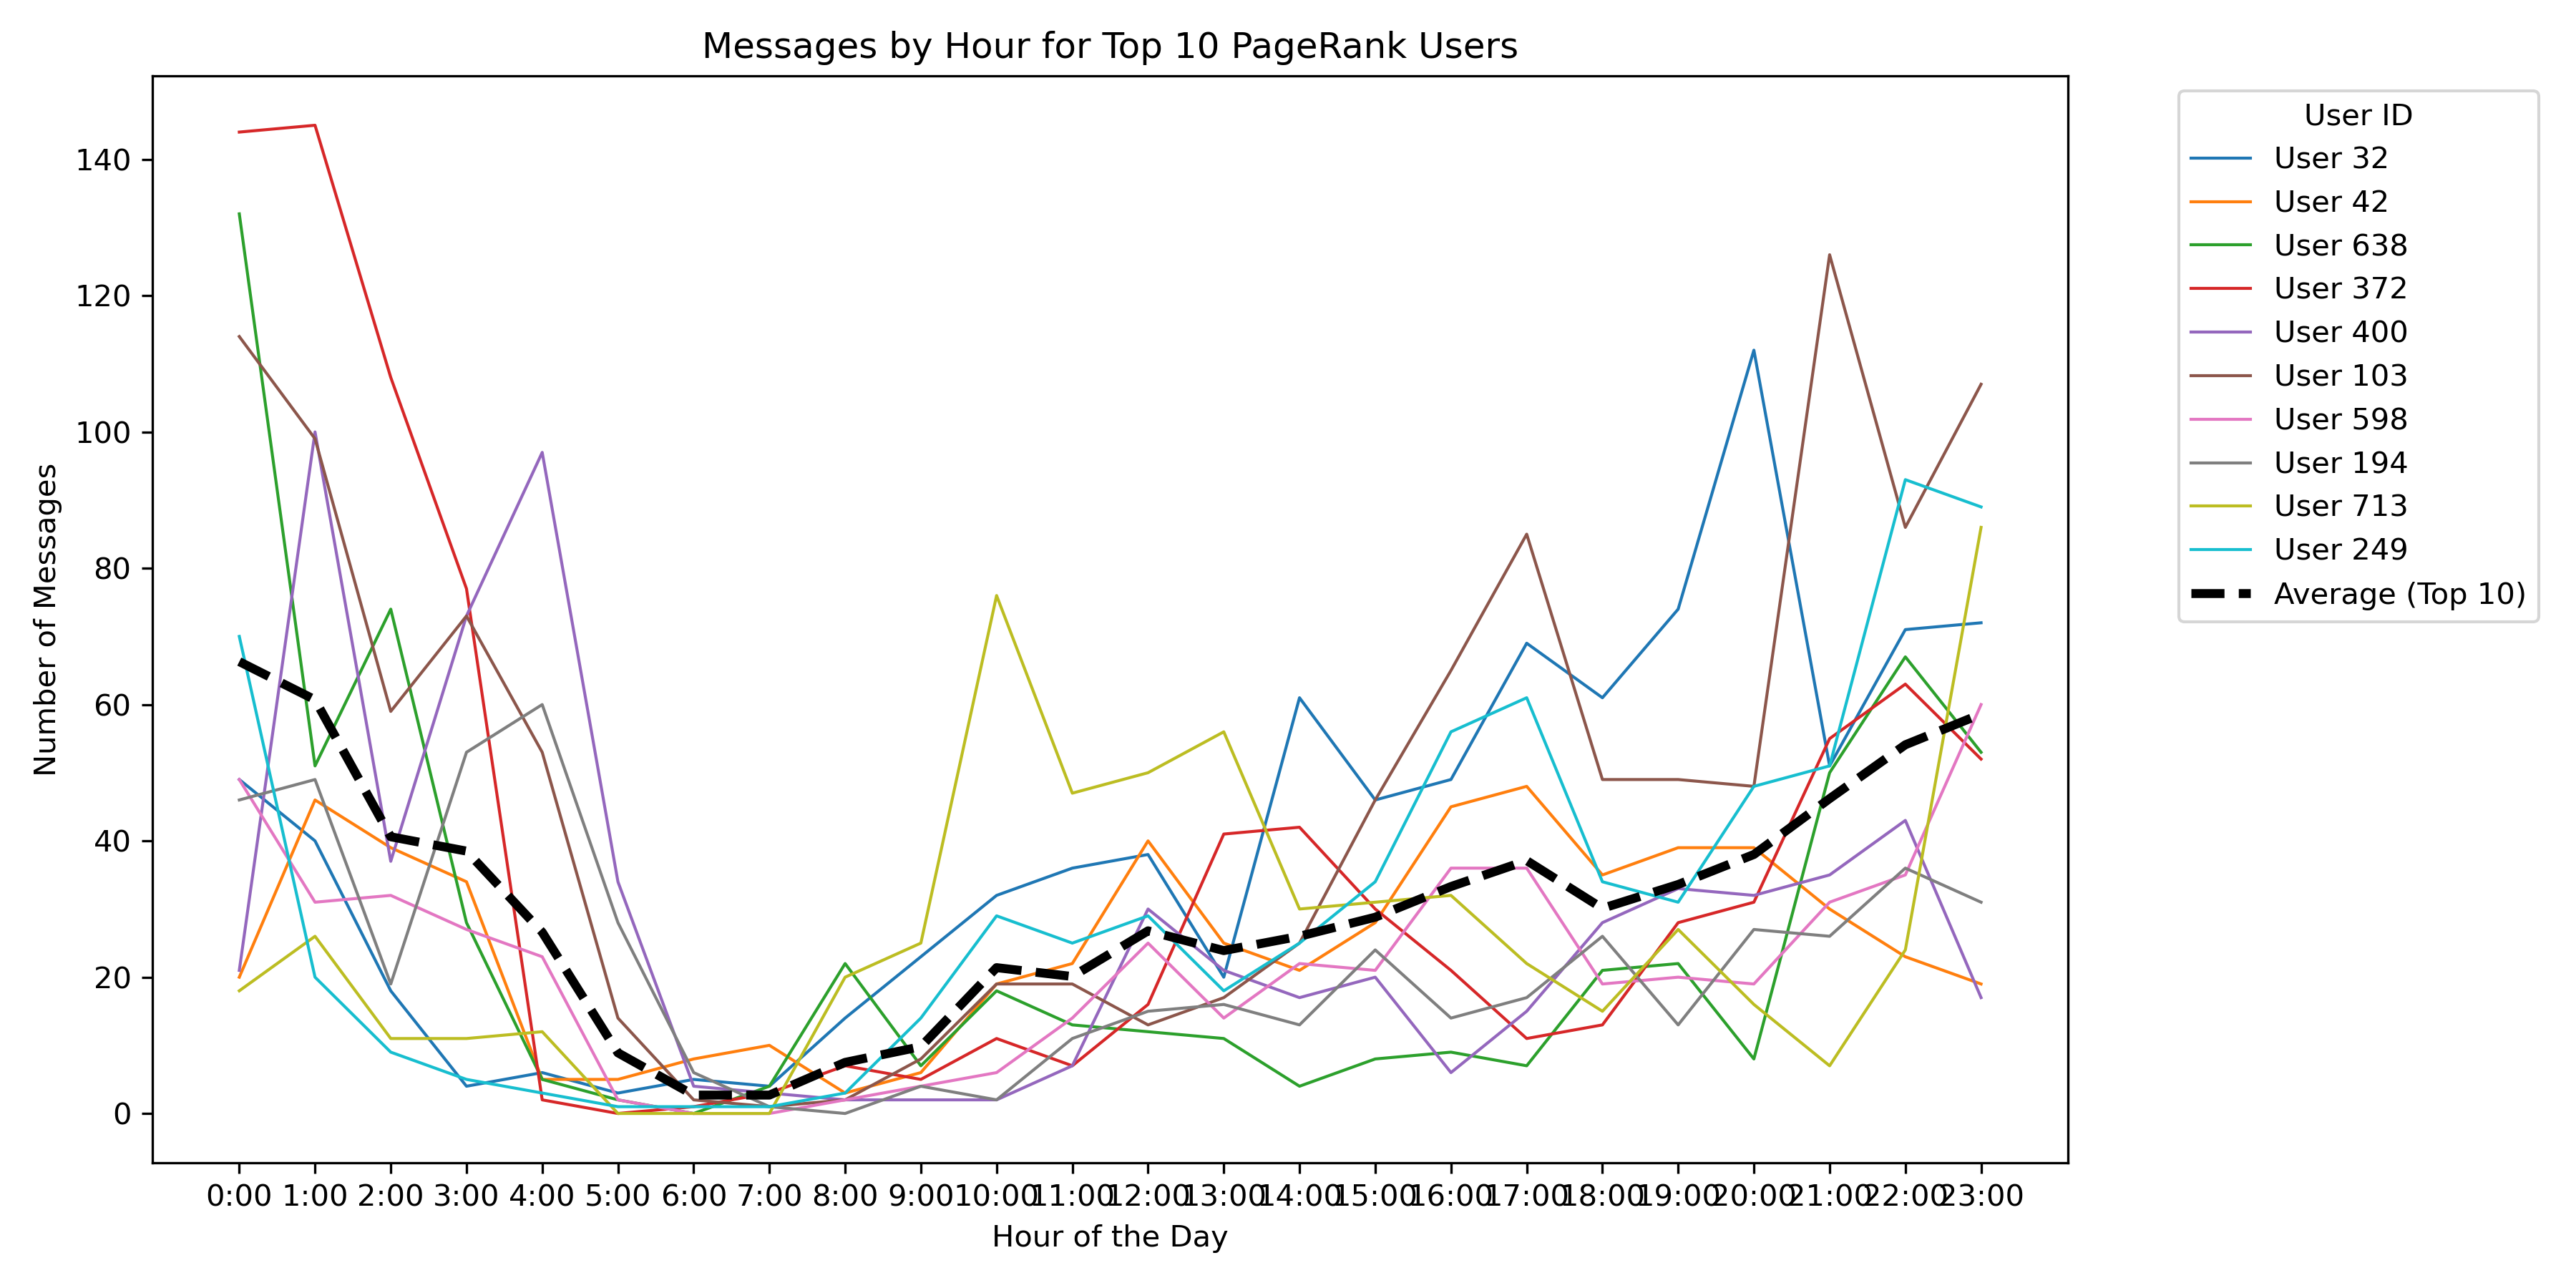 Messages by Hour for Top 10 PageRank Users
Number of Messages
140
120
100
80
60
40
20
0
0:00 1:00 2:00 3:00 4:00 5:00 6:00 7:00 8:00 9:00 10:00 11:00 12:00 13:00 14:00 15:00 16:00 17:00 18:00 19:00 20:00 21:00 22:00 23:00
Hour of the Day
User ID
User 32
User 42
User 638
User 372
User 400
User 103
User 598
User 194
User 713
User 249
Average (Top 10)